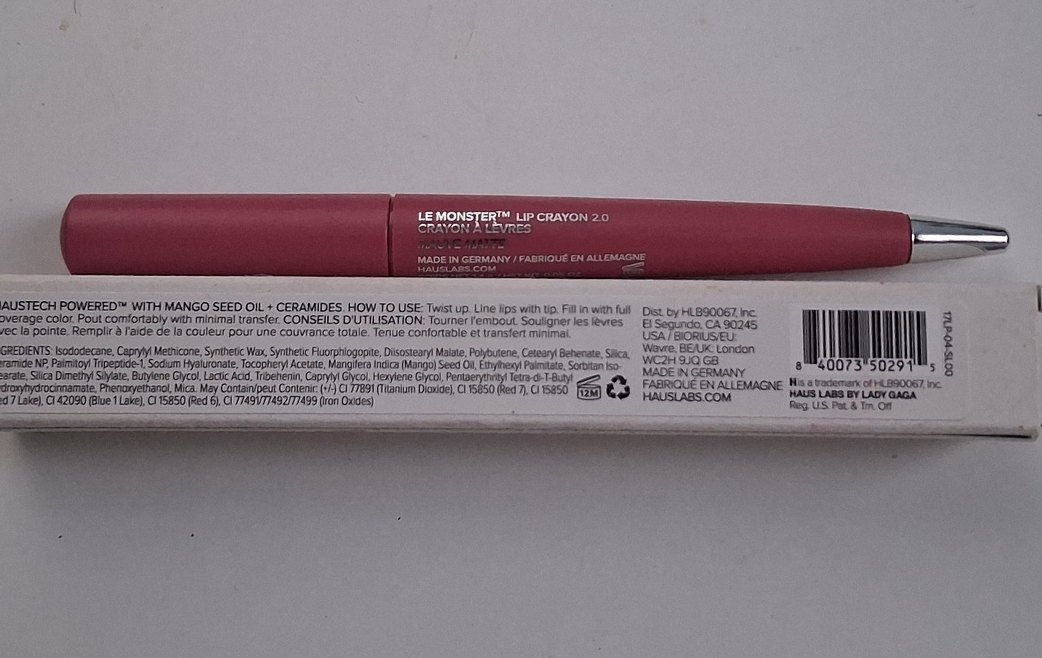 LE MONSTER™ LIP CRAYON 2.0
CRAYON À LÈVRES
MAUVE MATTE
MADE IN GERMANY / FABRIQUÉ EN ALLEMAGNE
HAUSLABS.COM
AUSTECH POWERED™ WITH MANGO SEED OIL + CERAMIDES. HOW TO USE: Twist up. Line lips with tip. Fill in with full
overage color. Pout comfortably with minimal transfer. CONSEILS D'UTILISATION: Tourner l'embout. Souligner les lèvres
vec la pointe. Remplir à l'aide de la couleur pour une couvrance totale. Tenue confortable et transfert minimal.
GREDIENTS: Isododecane, Caprylyl Methicone, Synthetic Wax, Synthetic Fluorphlogopite, Diisostearyl Malate, Polybutene, Cetearyl Behenate, Silica,
eramide NP, Palmitoyl Tripeptide-1, Sodium Hyaluronate, Tocopheryl Acetate, Mangifera Indica (Mango) Seed Oil, Ethylhexyl Palmitate, Sorbitan Iso-
earate, Silica Dimethyl Silylate, Butylene Glycol, Lactic Acid, Tribehenin, Caprylyl Glycol, Hexylene Glycol, Pentaerythrityl Tetra-di-T-Butyl
droxyhydrocinnamate, Phenoxyethanol, Mica. May Contain/peut Contenir: (+/-) CI 77891 (Titanium Dioxide), CI 15850 (Red 7), CI 15850
ed 7 Lake), CI 42090 (Blue 1 Lake), CI 15850 (Red 6), CI 77491/77492/77499 (Iron Oxides)
12M
Dist. by HLB90067, Inc.
El Segundo, CA 90245
USA / BIORIUS/EU:
Wavre, BE/UK: London
WC2H 9JQ GB
MADE IN GERMANY
FABRIQUÉ EN ALLEMAGNE
HAUSLABS.COM
8 40073 50291 5
H is a trademark of HLB90067, Inc.
HAUS LABS BY LADY GAGA
Reg. U.S. Pat. & Tm. Off
17LP-04-SL00